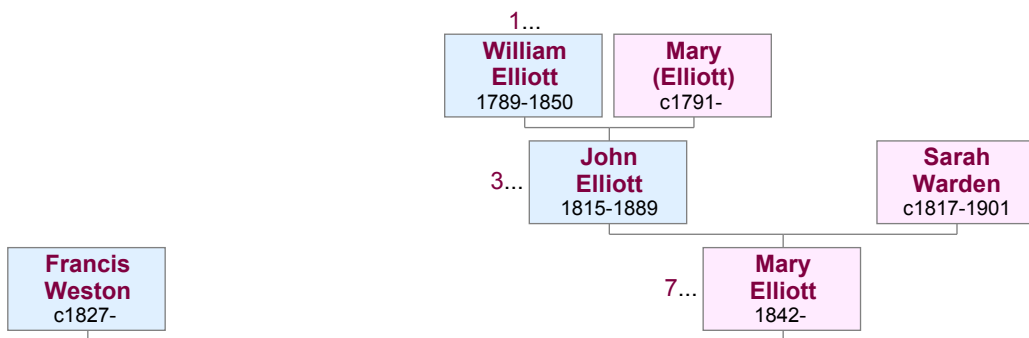 1...
William
Elliott
1789-1850
Mary
(Elliott)
c1791-
3...
John
Elliott
1815-1889
Sarah
Warden
c1817-1901
Francis
Weston
c1827-
7...
Mary
Elliott
1842-